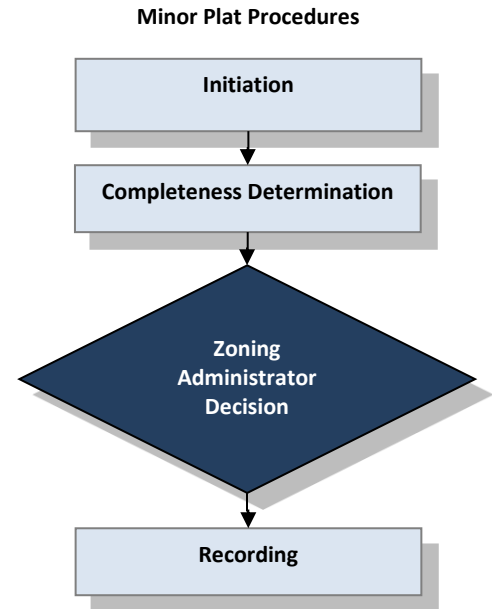 Minor Plat Procedures
Initiation
Completeness Determination
Zoning
Administrator
Decision
Recording